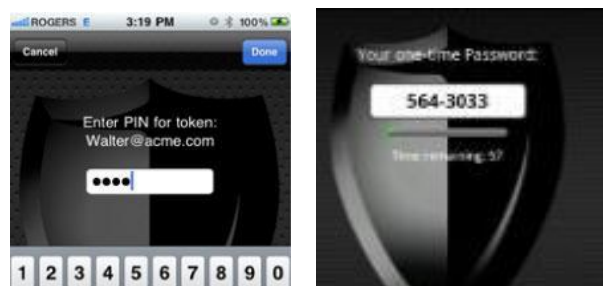 ROGERS E 3:19 PM 100%
Cancel Done
Enter PIN for token:
Walter@acme.com
••••
1 2 3 4 5 6 7 8 9 0
Your one-time Password:
564-3033
Time remaining: 57